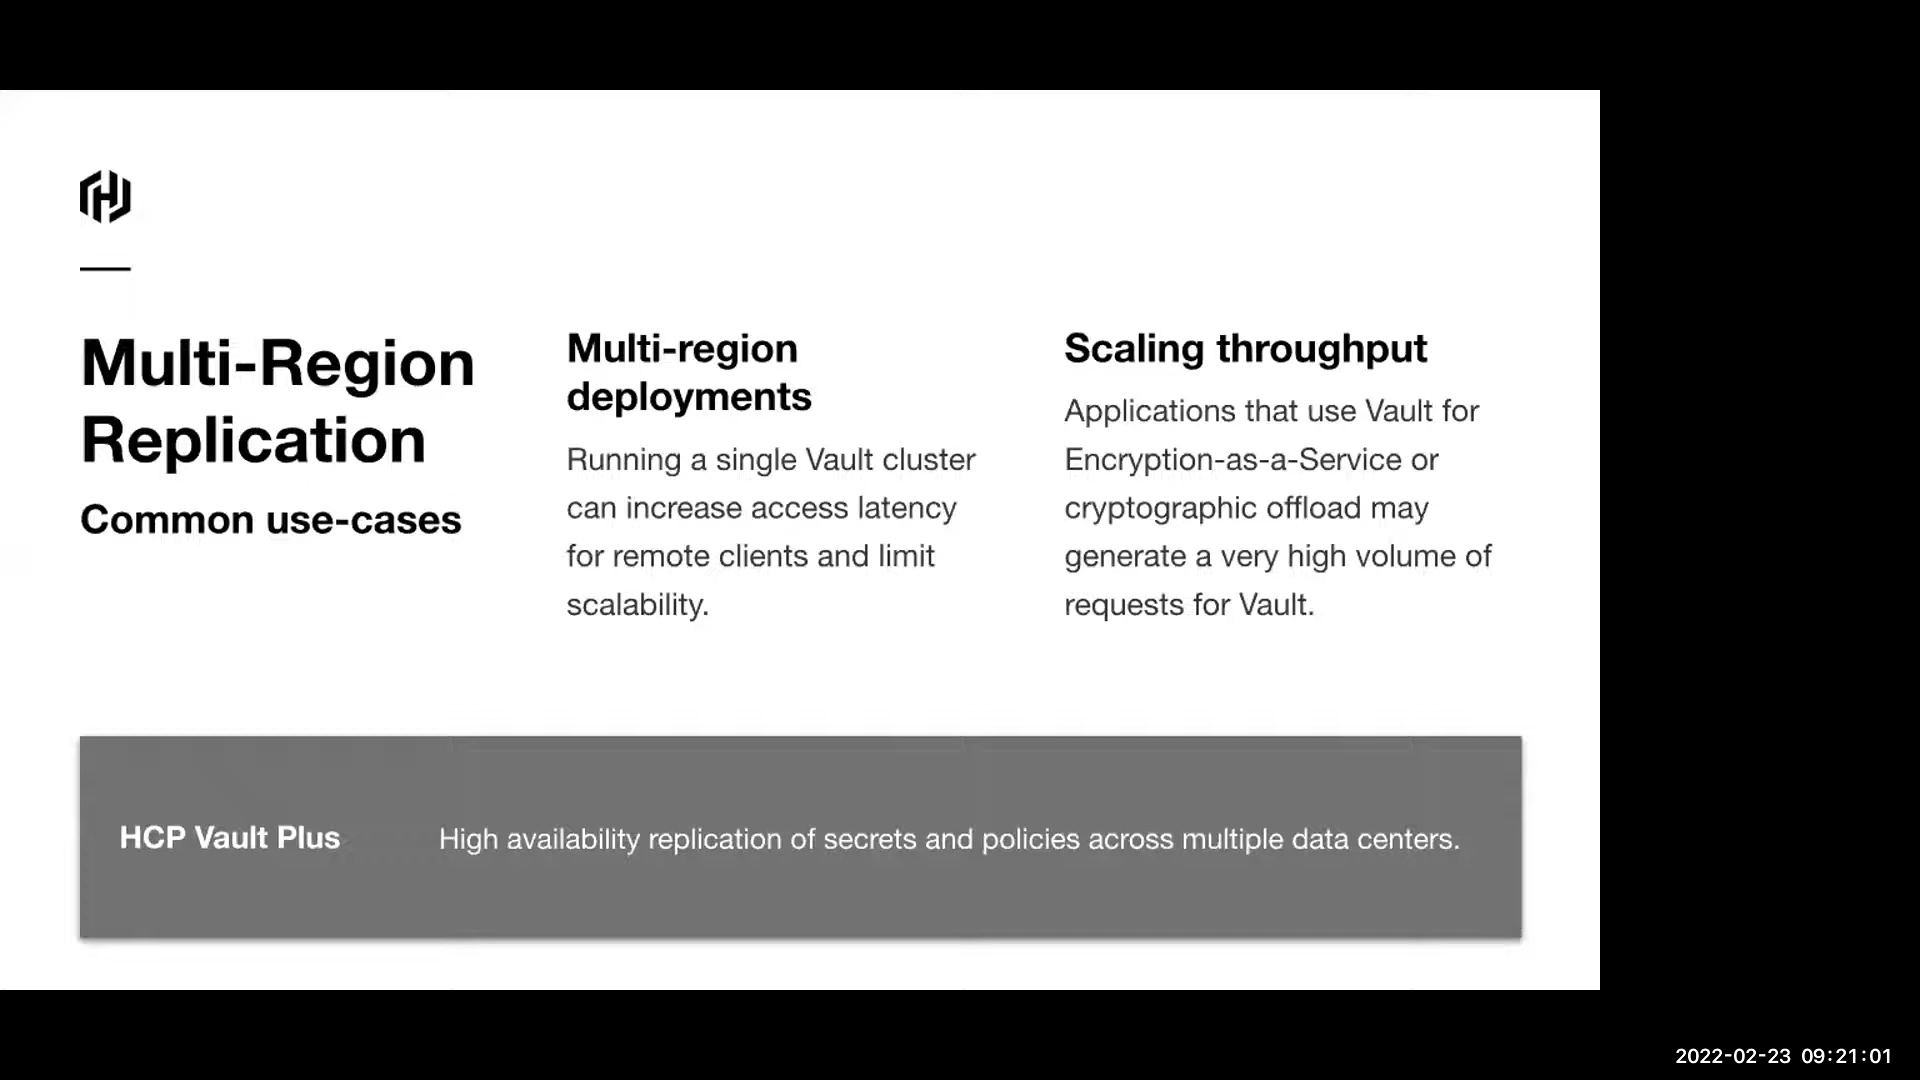 Multi-Region
Replication
Common use-cases
Multi-region
deployments
Running a single Vault cluster
can increase access latency
for remote clients and limit
scalability.
Scaling throughput
Applications that use Vault for
Encryption-as-a-Service or
cryptographic offload may
generate a very high volume of
requests for Vault.
HCP Vault Plus
High availability replication of secrets and policies across multiple data centers.
2022-02-23 09:21:01